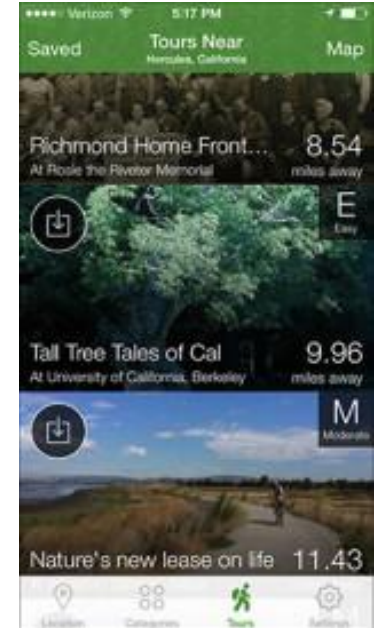 Verizon 5:17 PM
Saved Tours Near Map
Hercules, California
Richmond Home Front... 8.54
At Rosie the Riveter Memorial miles away
E
Easy
Tall Tree Tales of Cal 9.96
At University of California, Berkeley miles away
M
Moderate
Nature's new lease on life 11.43
Location Categories Tours Settings